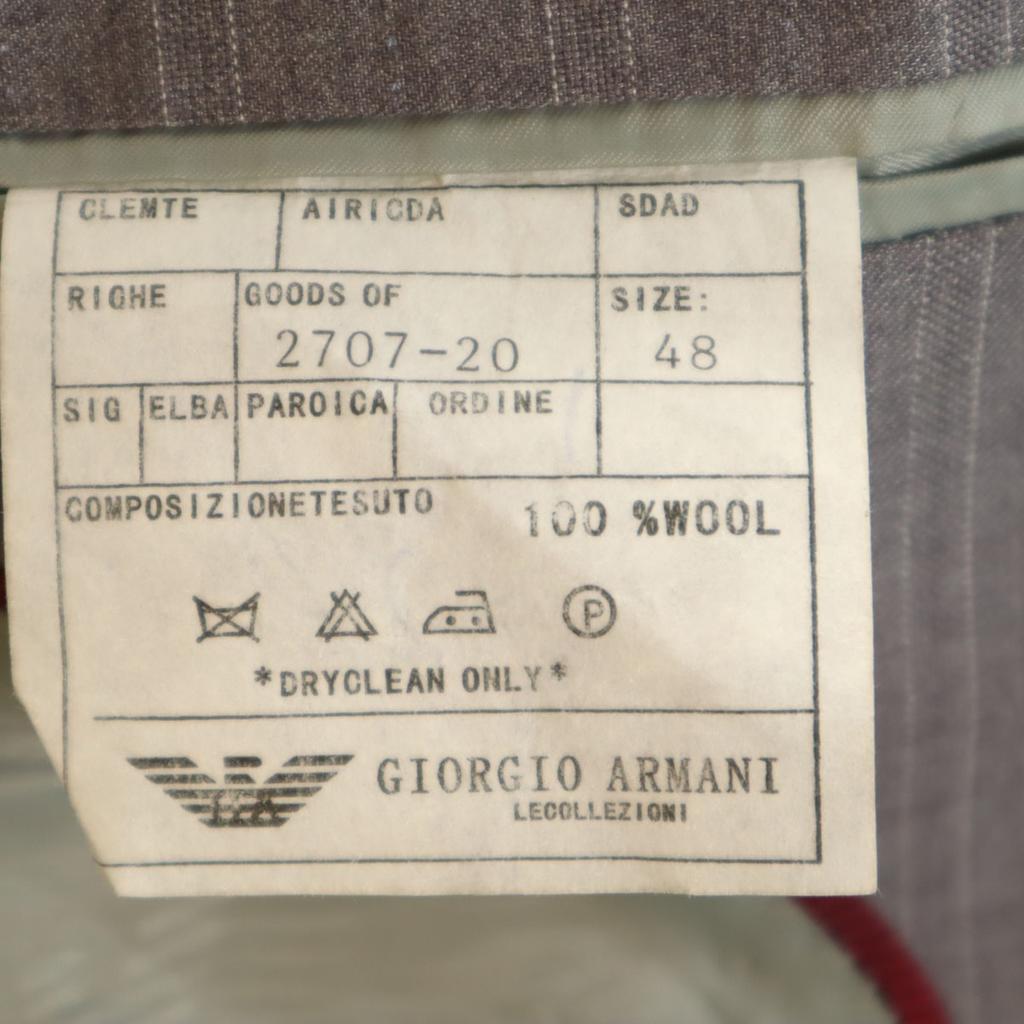 CLEMTE AIRICDA SDAD
RIGHE GOODS OF SIZE:
2707-20 48
SIG ELBA PAROICA ORDINE
COMPOSIZIONETESUTO 100 %WOOL
P
*DRYCLEAN ONLY*
GIORGIO ARMANI
LECOLLEZIONI